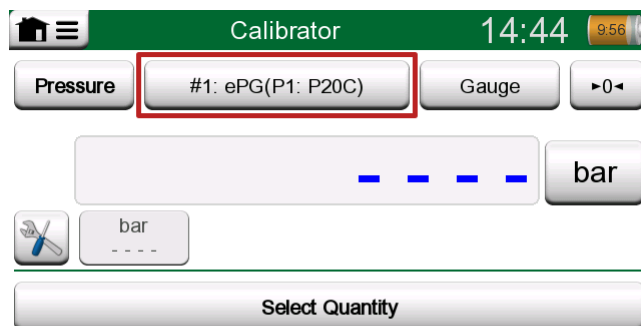 Calibrator 14:44 9:56
Pressure #1: ePG(P1: P20C) Gauge ►0◄
- - - - bar
bar
- - - -
Select Quantity